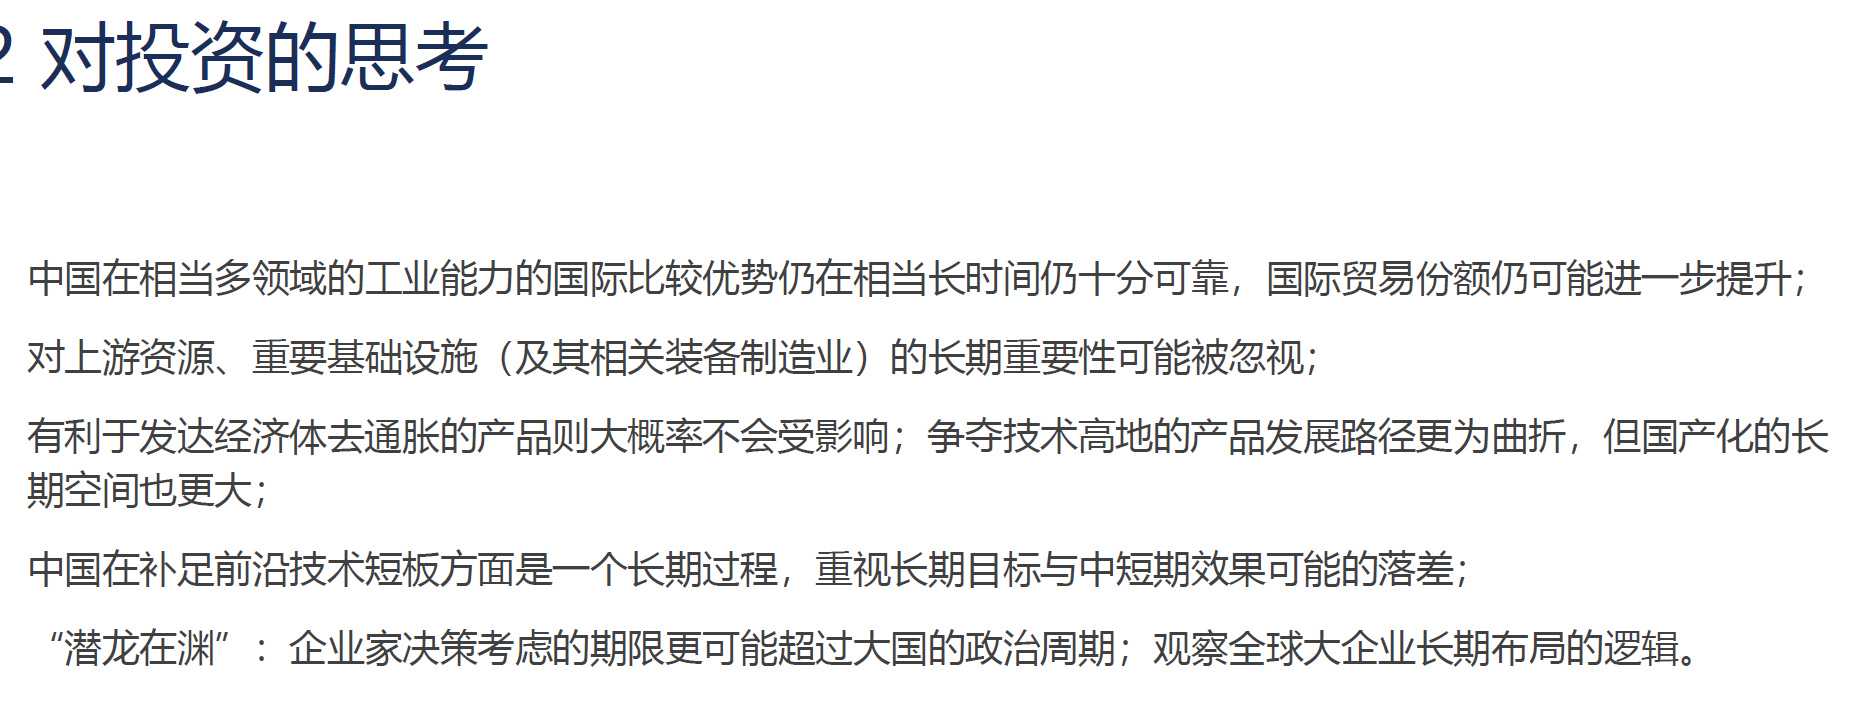 2 对投资的思考
中国在相当多领域的工业能力的国际比较优势仍在相当长时间仍十分可靠，国际贸易份额仍可能进一步提升；
对上游资源、重要基础设施（及其相关装备制造业）的长期重要性可能被忽视；
有利于发达经济体去通胀的产品则大概率不会受影响；争夺技术高地的产品发展路径更为曲折，但国产化的长
期空间也更大；
中国在补足前沿技术短板方面是一个长期过程，重视长期目标与中短期效果可能的落差；
“潜龙在渊”：企业家决策考虑的期限更可能超过大国的政治周期；观察全球大企业长期布局的逻辑。